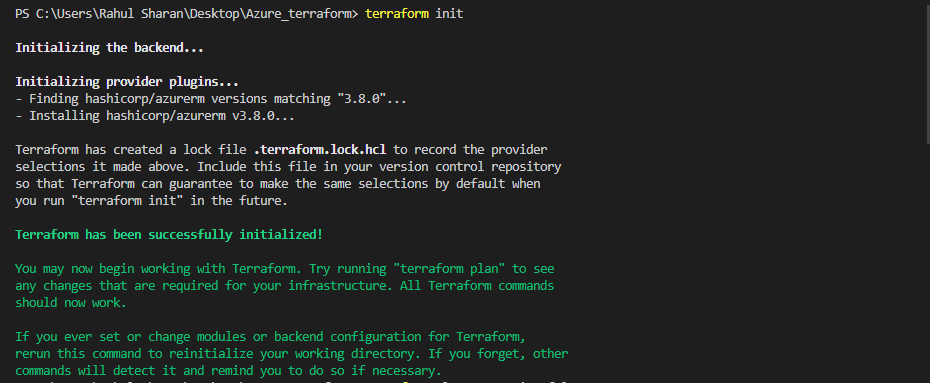 PS C:\Users\Rahul Sharan\Desktop\Azure_terraform> terraform init
Initializing the backend...
Initializing provider plugins...
- Finding hashicorp/azurerm versions matching "3.8.0"...
- Installing hashicorp/azurerm v3.8.0...
Terraform has created a lock file .terraform.lock.hcl to record the provider
selections it made above. Include this file in your version control repository
so that Terraform can guarantee to make the same selections by default when
you run "terraform init" in the future.
Terraform has been successfully initialized!
You may now begin working with Terraform. Try running "terraform plan" to see
any changes that are required for your infrastructure. All Terraform commands
should now work.
If you ever set or change modules or backend configuration for Terraform,
rerun this command to reinitialize your working directory. If you forget, other
commands will detect it and remind you to do so if necessary.